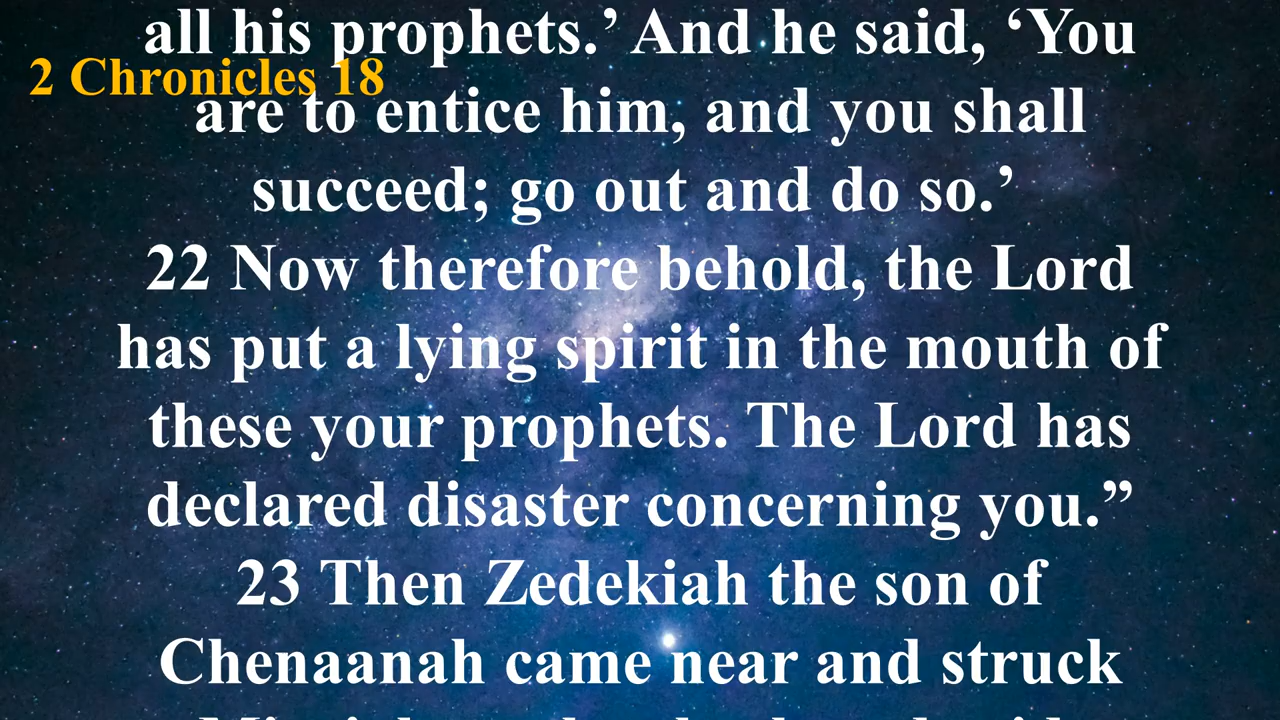 all his prophets.’ And he said, ‘You
2 Chronicles 18
are to entice him, and you shall
succeed; go out and do so.’
22 Now therefore behold, the Lord
has put a lying spirit in the mouth of
these your prophets. The Lord has
declared disaster concerning you.”
23 Then Zedekiah the son of
Chenaanah came near and struck